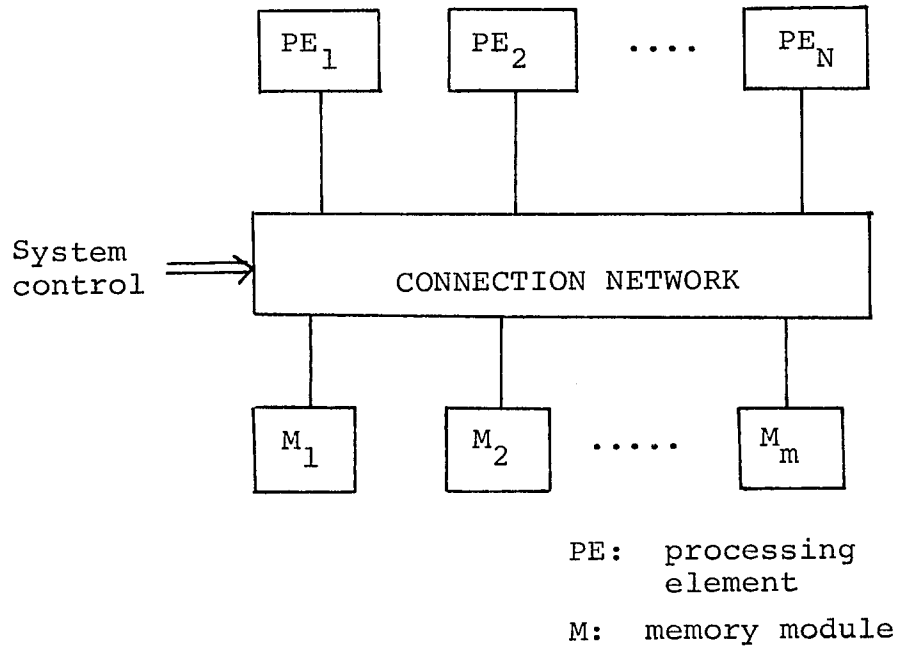 PE1 PE2 .... PEN
System
control
CONNECTION NETWORK
M1 M2 ..... Mm
PE: processing
element
M: memory module